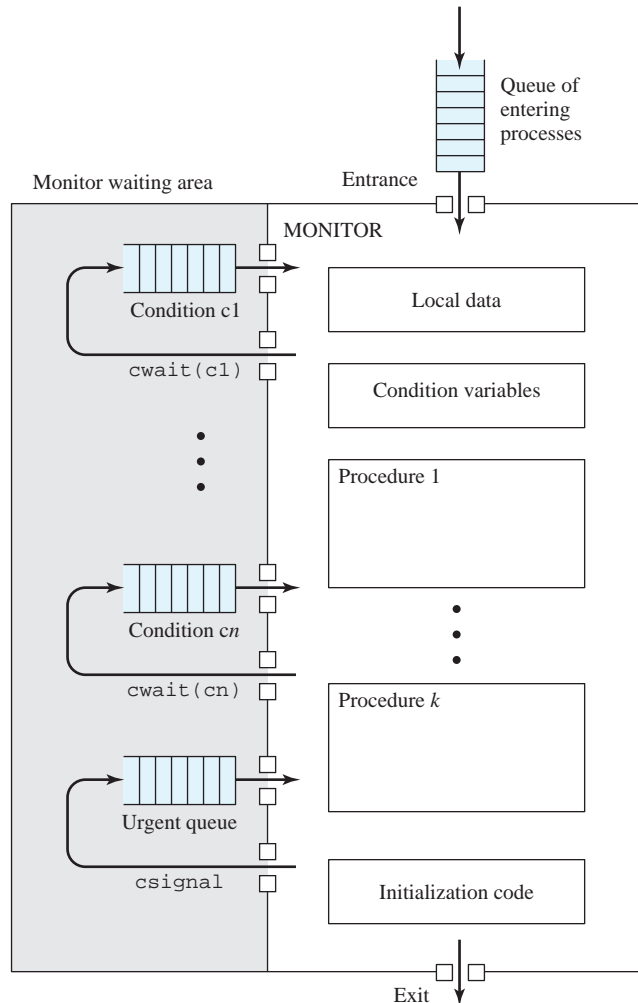 Queue of
entering
processes
Monitor waiting area
Entrance
MONITOR
Condition c1
Local data
cwait(c1)
Condition variables
Procedure 1
Condition cn
cwait(cn)
Procedure k
Urgent queue
csignal
Initialization code
Exit